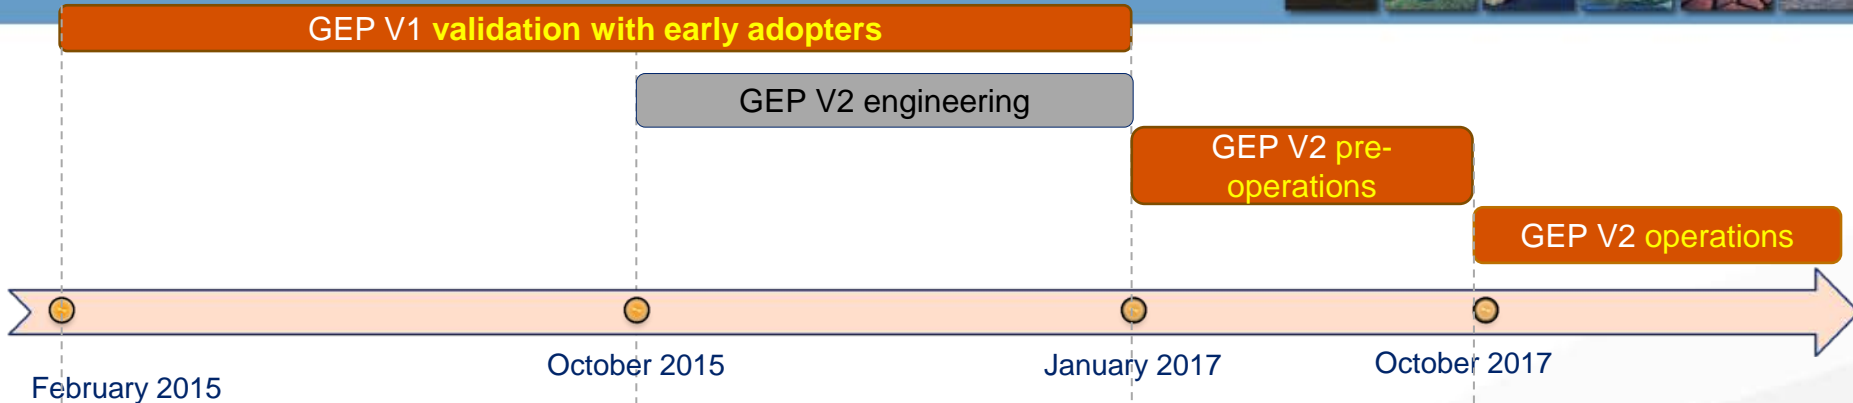 GEP V1 validation with early adopters
GEP V2 engineering
GEP V2 pre-
operations
GEP V2 operations
February 2015
October 2015
January 2017
October 2017